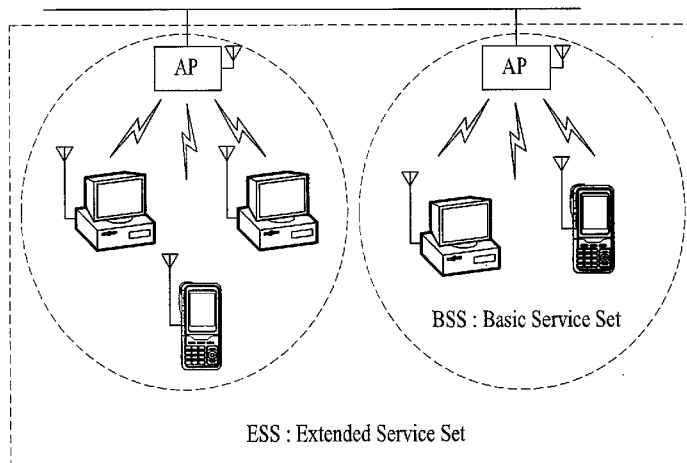 AP
AP
BSS : Basic Service Set
ESS : Extended Service Set